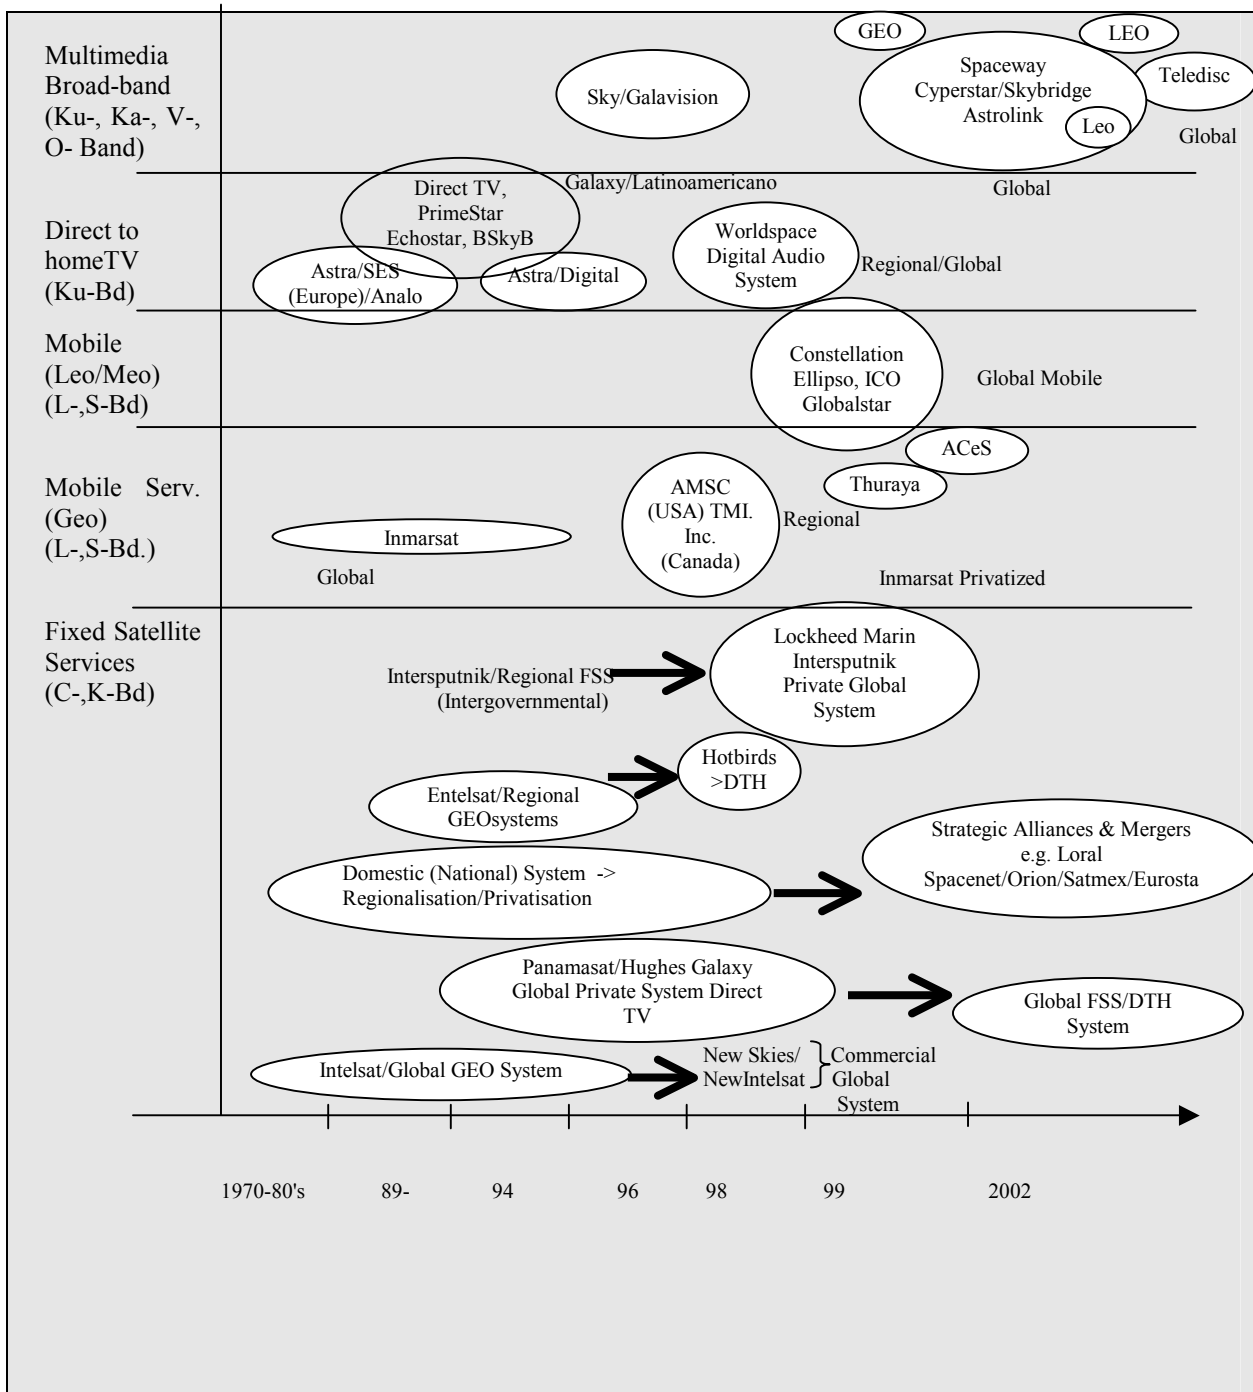 Multimedia
Broad-band
(Ku-, Ka-, V-,
O- Band)
Sky/Galavision
GEO
LEO
Spaceway
Cyperstar/Skybridge
Astrolink
Leo
Teledisc
Global
Global
Direct to
homeTV
(Ku-Bd)
Direct TV,
PrimeStar
Echostar, BSkyB
Galaxy/Latinoamericano
Astra/SES
(Europe)/Analo
Astra/Digital
Worldspace
Digital Audio
System
Regional/Global
Mobile
(Leo/Meo)
(L-,S-Bd)
Constellation
Ellipso, ICO
Globalstar
Global Mobile
Mobile Serv.
(Geo)
(L-,S-Bd.)
Inmarsat
Global
AMSC
(USA) TMI.
Inc.
(Canada)
Regional
Thuraya
ACeS
Inmarsat Privatized
Fixed Satellite
Services
(C-,K-Bd)
Intersputnik/Regional FSS
(Intergovernmental)
Lockheed Marin
Intersputnik
Private Global
System
Entelsat/Regional
GEOsystems
Hotbirds
>DTH
Domestic (National) System ->
Regionalisation/Privatisation
Strategic Alliances & Mergers
e.g. Loral
Spacenet/Orion/Satmex/Eurosta
Panamasat/Hughes Galaxy
Global Private System Direct
TV
Global FSS/DTH
System
Intelsat/Global GEO System
New Skies/
NewIntelsat
Commercial
Global
System
1970-80's 89- 94 96 98 99 2002